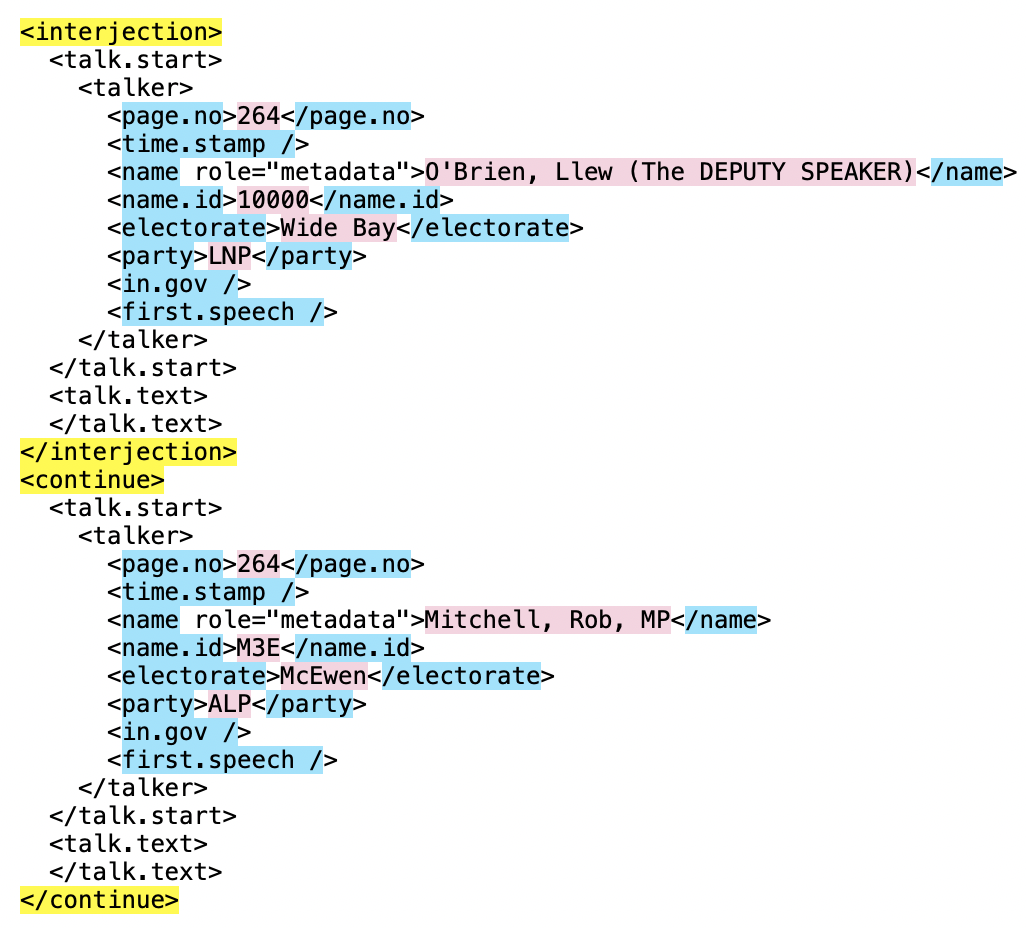 <interjection>
  <talk.start>
    <talker>
      <page.no>264</page.no>
      <time.stamp />
      <name role="metadata">O'Brien, Llew (The DEPUTY SPEAKER)</name>
      <name.id>10000</name.id>
      <electorate>Wide Bay</electorate>
      <party>LNP</party>
      <in.gov />
      <first.speech />
    </talker>
  </talk.start>
  <talk.text>
  </talk.text>
</interjection>
<continue>
  <talk.start>
    <talker>
      <page.no>264</page.no>
      <time.stamp />
      <name role="metadata">Mitchell, Rob, MP</name>
      <name.id>M3E</name.id>
      <electorate>McEwen</electorate>
      <party>ALP</party>
      <in.gov />
      <first.speech />
    </talker>
  </talk.start>
  <talk.text>
  </talk.text>
</continue>